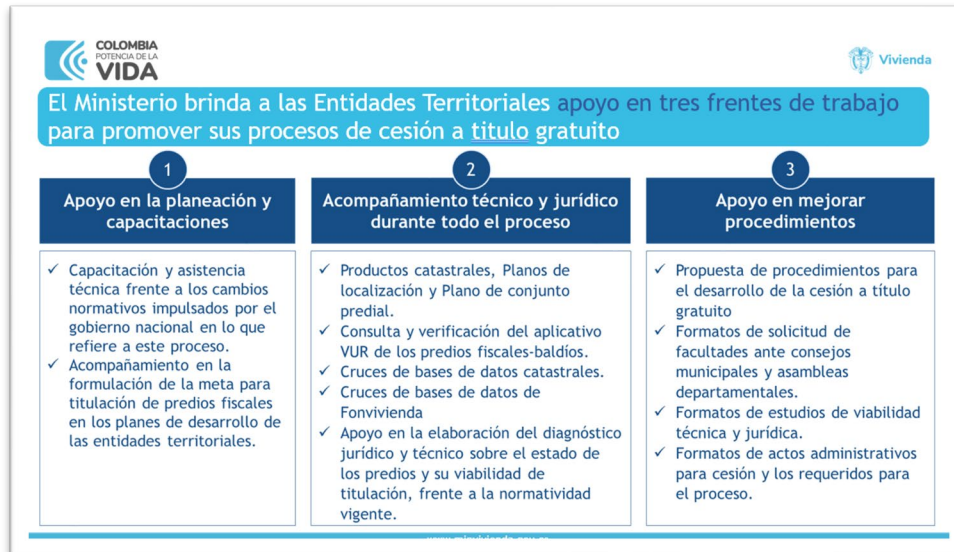 COLOMBIA
POTENCIA DE LA
VIDA
Vivienda
El Ministerio brinda a las Entidades Territoriales apoyo en tres frentes de trabajo
para promover sus procesos de cesión a titulo gratuito
1
Apoyo en la planeación y
capacitaciones
✓ Capacitación y asistencia
técnica frente a los cambios
normativos impulsados por el
gobierno nacional en lo que
refiere a este proceso.
✓ Acompañamiento en la
formulación de la meta para
titulación de predios fiscales
en los planes de desarrollo de
las entidades territoriales.
2
Acompañamiento técnico y jurídico
durante todo el proceso
✓ Productos catastrales, Planos de
localización y Plano de conjunto
predial.
✓ Consulta y verificación del aplicativo
VUR de los predios fiscales-baldíos.
✓ Cruces de bases de datos catastrales.
✓ Cruces de bases de datos de
Fonvivienda
✓ Apoyo en la elaboración del diagnóstico
jurídico y técnico sobre el estado de
los predios y su viabilidad de
titulación, frente a la normatividad
vigente.
3
Apoyo en mejorar
procedimientos
✓ Propuesta de procedimientos para
el desarrollo de la cesión a título
gratuito
✓ Formatos de solicitud de
facultades ante consejos
municipales y asambleas
departamentales.
✓ Formatos de estudios de viabilidad
técnica y jurídica.
✓ Formatos de actos administrativos
para cesión y los requeridos para
el proceso.